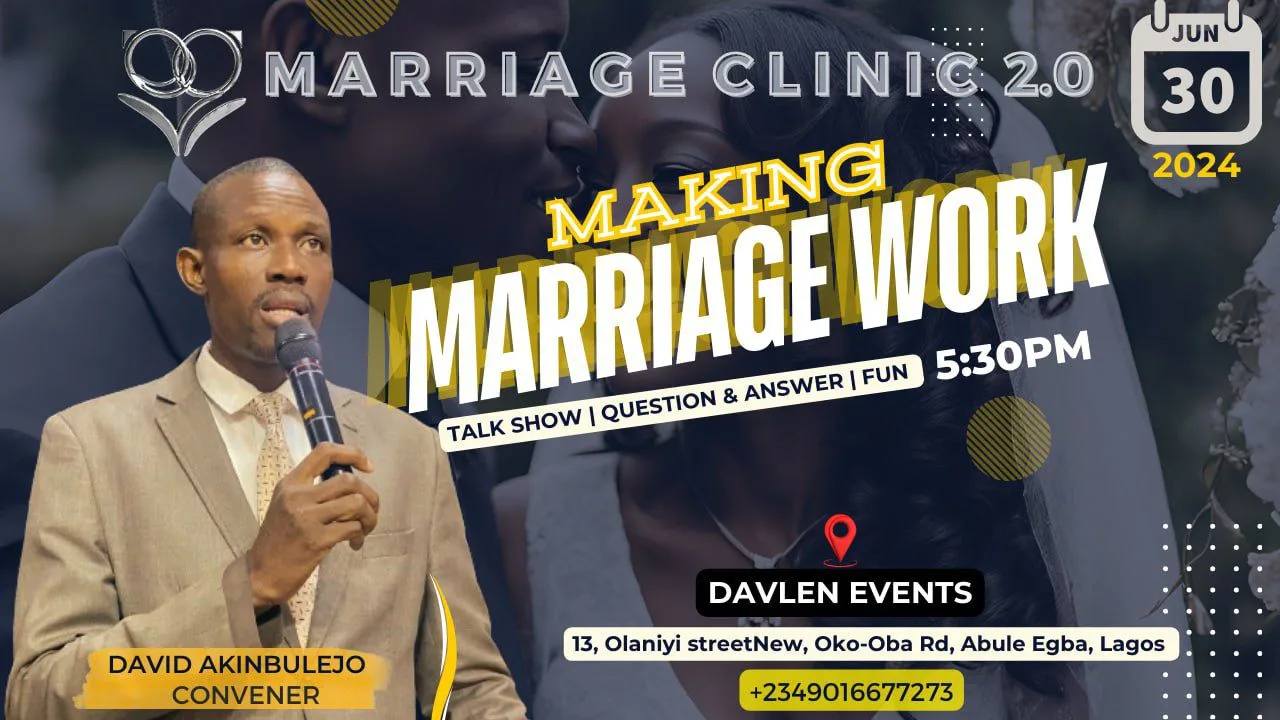 MARRIAGE CLINIC 2.0
JUN
30
2024
MAKING
MARRIAGE WORK
TALK SHOW | QUESTION & ANSWER | FUN
5:30PM
DAVLEN EVENTS
13, Olaniyi streetNew, Oko-Oba Rd, Abule Egba, Lagos
+2349016677273
DAVID AKINBULEJO
CONVENER